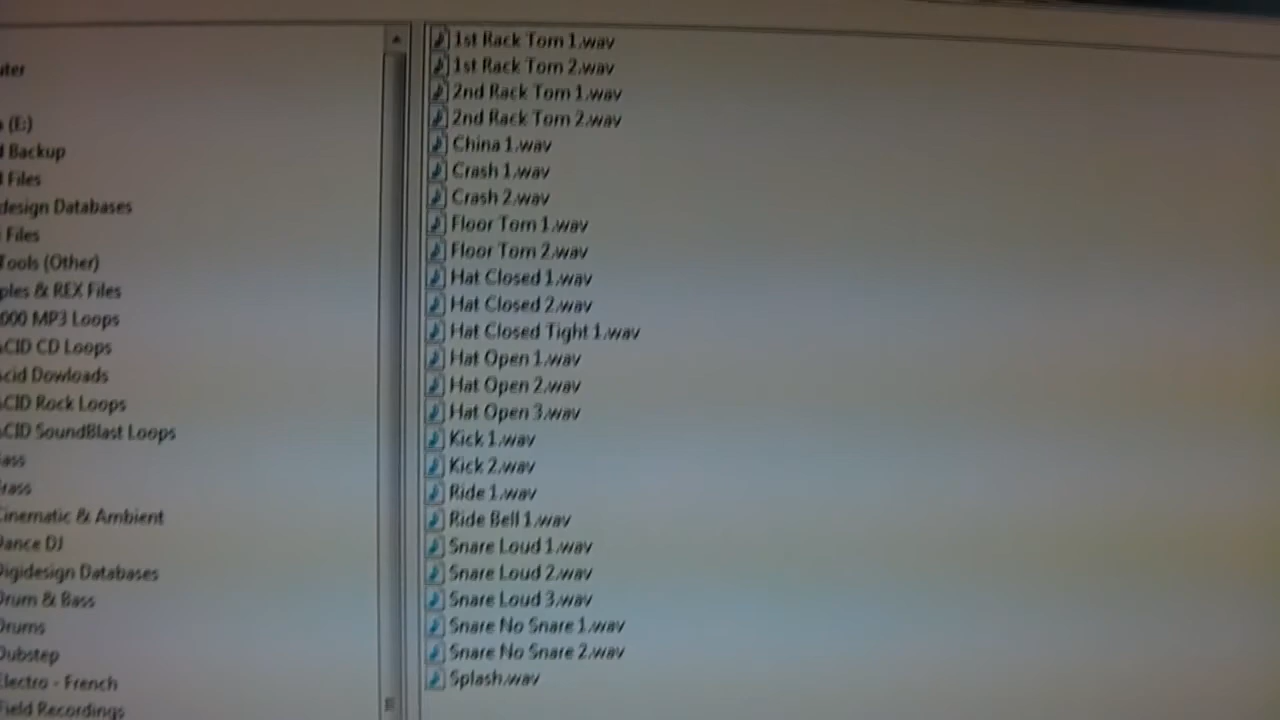 uter
(E:)
Backup
Files
design Databases
Files
Tools (Other)
ples & REX Files
000 MP3 Loops
ACID CD Loops
Acid Dowloads
ACID Rock Loops
ACID SoundBlast Loops
ass
rass
Cinematic & Ambient
Dance DJ
Digidesign Databases
Drum & Bass
Drums
Dubstep
Electro - French
Field Recordings
1st Rack Tom 1.wav
1st Rack Tom 2.wav
2nd Rack Tom 1.wav
2nd Rack Tom 2.wav
China 1.wav
Crash 1.wav
Crash 2.wav
Floor Tom 1.wav
Floor Tom 2.wav
Hat Closed 1.wav
Hat Closed 2.wav
Hat Closed Tight 1.wav
Hat Open 1.wav
Hat Open 2.wav
Hat Open 3.wav
Kick 1.wav
Kick 2.wav
Ride 1.wav
Ride Bell 1.wav
Snare Loud 1.wav
Snare Loud 2.wav
Snare Loud 3.wav
Snare No Snare 1.wav
Snare No Snare 2.wav
Splash.wav